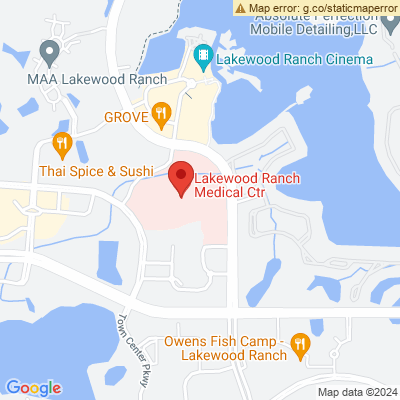 Map error: g.co/staticmaperror
Absolute Perfection
Mobile Detailing,LLC
Lakewood Ranch Cinema
MAA Lakewood Ranch
GROVE
Thai Spice & Sushi
Lakewood Ranch
Medical Ctr
Town Center Pkwy
Owens Fish Camp
Lakewood Ranch
Google
Map data ©2024